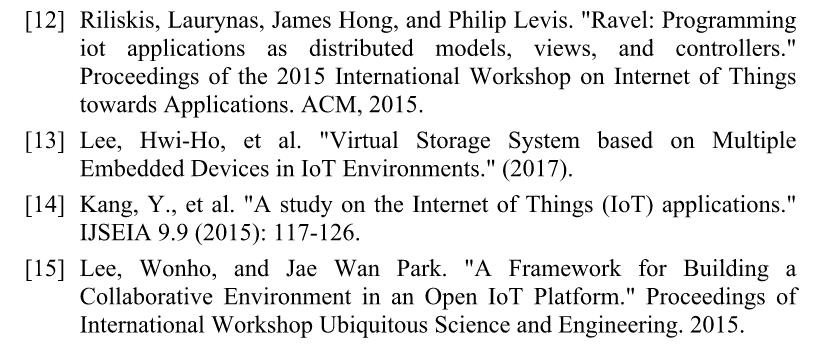 [12] Riliskis, Laurynas, James Hong, and Philip Levis. "Ravel: Programming
iot applications as distributed models, views, and controllers."
Proceedings of the 2015 International Workshop on Internet of Things
towards Applications. ACM, 2015.
[13] Lee, Hwi-Ho, et al. "Virtual Storage System based on Multiple
Embedded Devices in IoT Environments." (2017).
[14] Kang, Y., et al. "A study on the Internet of Things (IoT) applications."
IJSEIA 9.9 (2015): 117-126.
[15] Lee, Wonho, and Jae Wan Park. "A Framework for Building a
Collaborative Environment in an Open IoT Platform." Proceedings of
International Workshop Ubiquitous Science and Engineering. 2015.